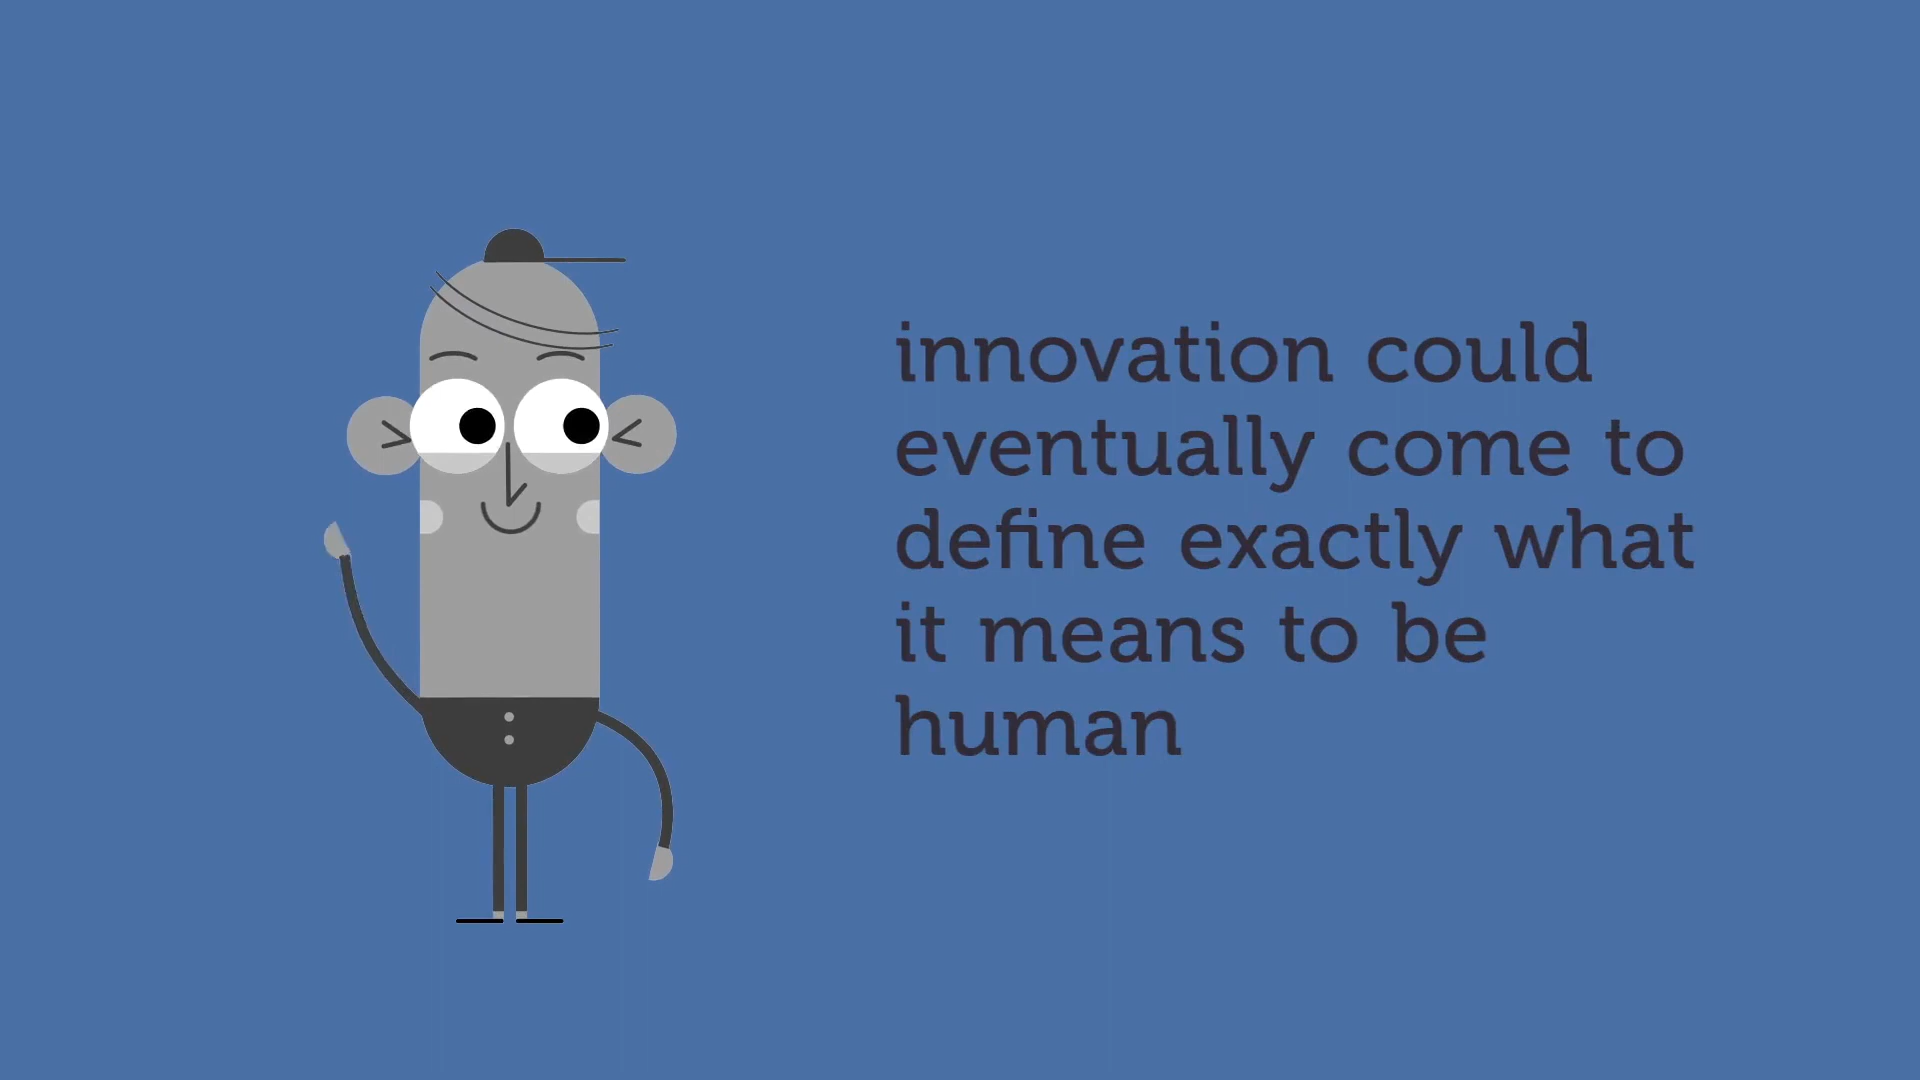 innovation could
eventually come to
define exactly what
it means to be
human